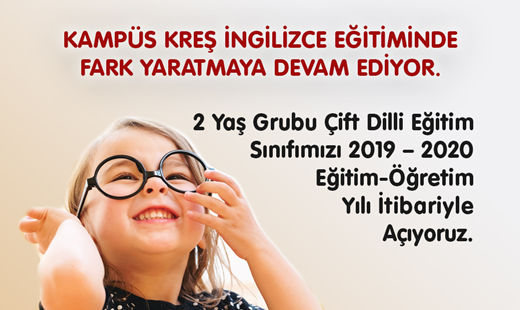 KAMPÜS KREŞ İNGİLİZCE EĞİTİMİNDE
FARK YARATMAYA DEVAM EDİYOR.
2 Yaş Grubu Çift Dilli Eğitim
Sınıfımızı 2019 – 2020
Eğitim-Öğretim
Yılı İtibariyle
Açıyoruz.